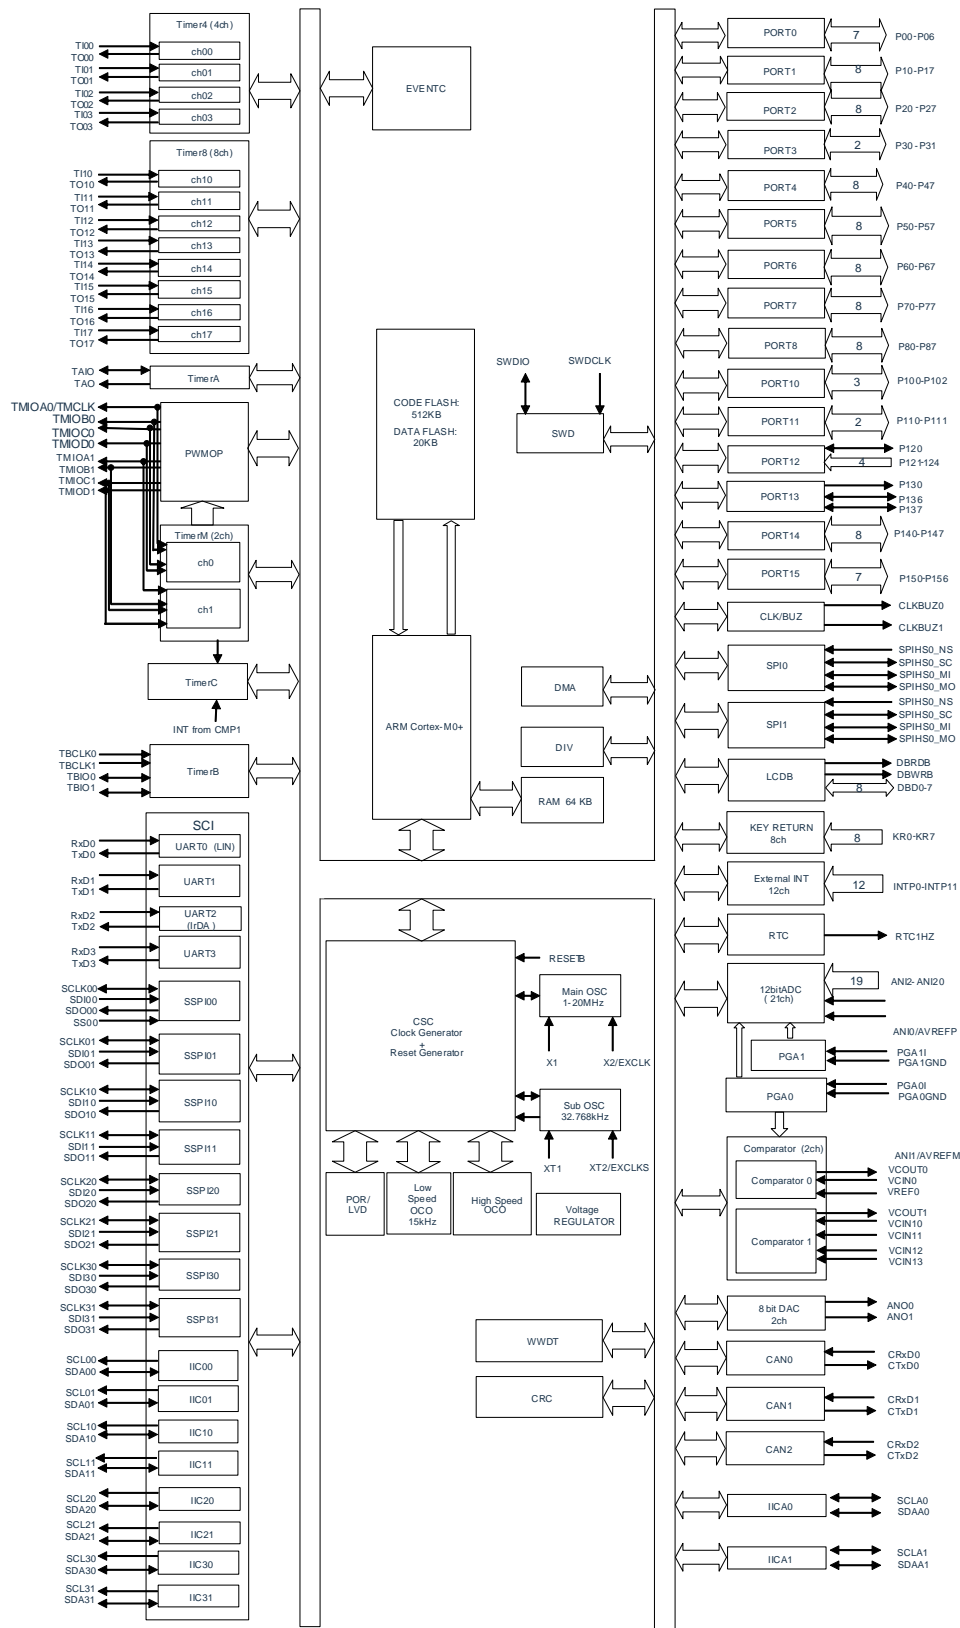 Timer4 (4ch)
TI00
TO00
ch00
TI01
TO01
ch01
TI02
TO02
ch02
TI03
TO03
ch03
Timer8 (8ch)
TI10
TO10
ch10
TI11
TO11
ch11
TI12
TO12
ch12
TI13
TO13
ch13
TI14
TO14
ch14
TI15
TO15
ch15
TI16
TO16
ch16
TI17
TO17
ch17
TAIO
TAO
TimerA
TMIOA0/TMCLK
TMIOB0
TMIOC0
TMIOD0
TMIOA1
TMIOB1
TMIOC1
TMIOD1
PWMOP
TimerM (2ch)
ch0
ch1
TimerC
INT from CMP1
TBCLK0
TBCLK1
TBIO0
TBIO1
TimerB
SCI
RxD0
TxD0
UART0 (LIN)
RxD1
TxD1
UART1
RxD2
TxD2
UART2
(IrDA)
RxD3
TxD3
UART3
SCLK00
SDI00
SDO00
SS00
SSPI00
SCLK01
SDI01
SDO01
SSPI01
SCLK10
SDI10
SDO10
SSPI10
SCLK11
SDI11
SDO11
SSPI11
SCLK20
SDI20
SDO20
SSPI20
SCLK21
SDI21
SDO21
SSPI21
SCLK30
SDI30
SDO30
SSPI30
SCLK31
SDI31
SDO31
SSPI31
SCL00
SDA00
IIC00
SCL01
SDA01
IIC01
SCL10
SDA10
IIC10
SCL11
SDA11
IIC11
SCL20
SDA20
IIC20
SCL21
SDA21
IIC21
SCL30
SDA30
IIC30
SCL31
SDA31
IIC31
EVENTC
CODE FLASH:
512KB
DATA FLASH:
20KB
SWDIO
SWDCLK
SWD
ARM Cortex-M0+
DMA
DIV
RAM 64 KB
CSC
Clock Generator
+
Reset Generator
RESETB
Main OSC
1-20MHz
X1
X2/EXCLK
Sub OSC
32.768kHz
XT1
XT2/EXCLKS
POR/
LVD
Low
Speed
OCO
15kHz
High Speed
OCO
Voltage
REGULATOR
WWDT
CRC
PORT0
7
P00-P06
PORT1
8
P10-P17
PORT2
8
P20-P27
PORT3
2
P30-P31
PORT4
8
P40-P47
PORT5
8
P50-P57
PORT6
8
P60-P67
PORT7
8
P70-P77
PORT8
8
P80-P87
PORT10
3
P100-P102
PORT11
2
P110-P111
PORT12
P120
4
P121-124
PORT13
P130
P136
P137
PORT14
8
P140-P147
PORT15
7
P150-P156
CLK/BUZ
CLKBUZ0
CLKBUZ1
SPI0
SPIHS0_NS
SPIHS0_SC
SPIHS0_MI
SPIHS0_MO
SPI1
SPIHS0_NS
SPIHS0_SC
SPIHS0_MI
SPIHS0_MO
LCDB
DBRDB
DBWRB
8
DBD0-7
KEY RETURN
8ch
8
KR0-KR7
External INT
12ch
12
INTP0-INTP11
RTC
RTC1HZ
12bitADC
(21ch)
19
ANI2-ANI20
ANI0/AVREFP
PGA1
PGA1I
PGA1GND
PGA0
PGA0I
PGA0GND
Comparator (2ch)
ANI1/AVREFM
Comparator 0
VCOUT0
VCIN0
VREF0
Comparator 1
VCOUT1
VCIN10
VCIN11
VCIN12
VCIN13
8 bit DAC
2ch
ANO0
ANO1
CAN0
CRxD0
CTxD0
CAN1
CRxD1
CTxD1
CAN2
CRxD2
CTxD2
IICA0
SCLA0
SDAA0
IICA1
SCLA1
SDAA1